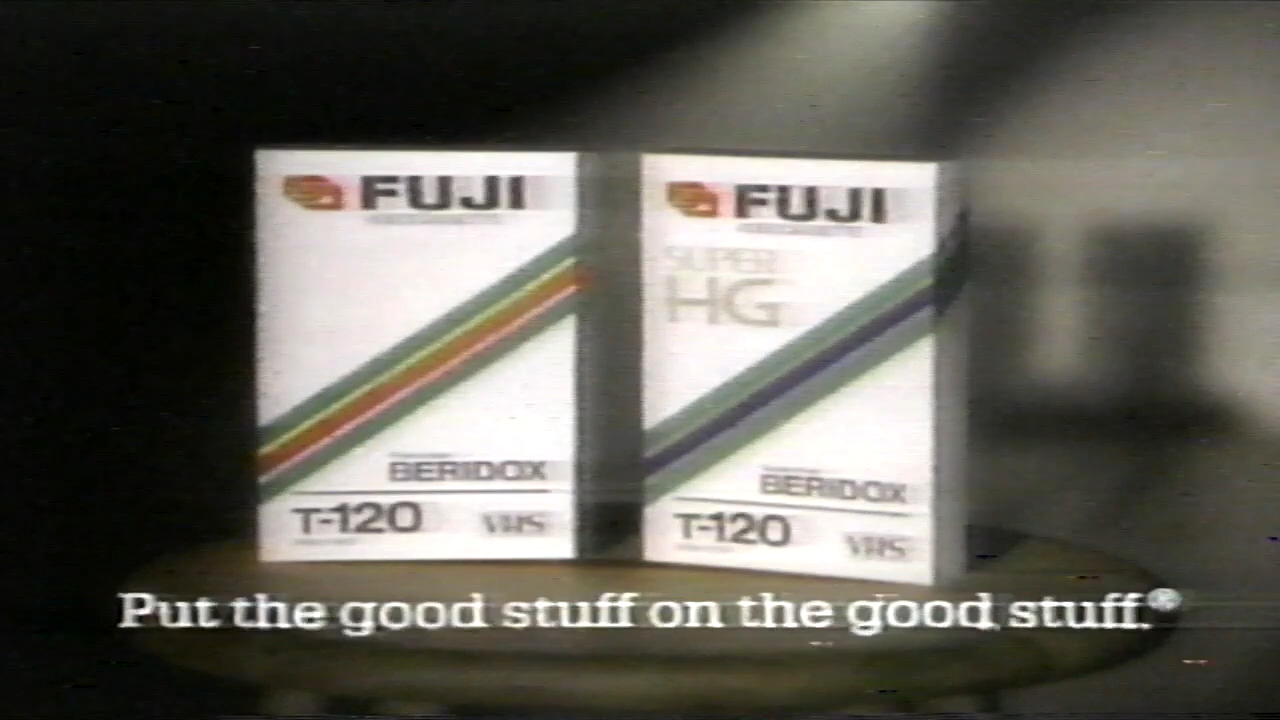 FUJI
BERIDOX
T-120
VHS
FUJI
SUPER
HG
BERIDOX
T-120
VHS
Put the good stuff on the good stuff.®